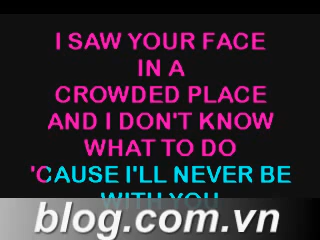 I SAW YOUR FACE
IN A
CROWDED PLACE
AND I DON'T KNOW
WHAT TO DO
'CAUSE I'LL NEVER BE
WITH YOU
blog.com.vn